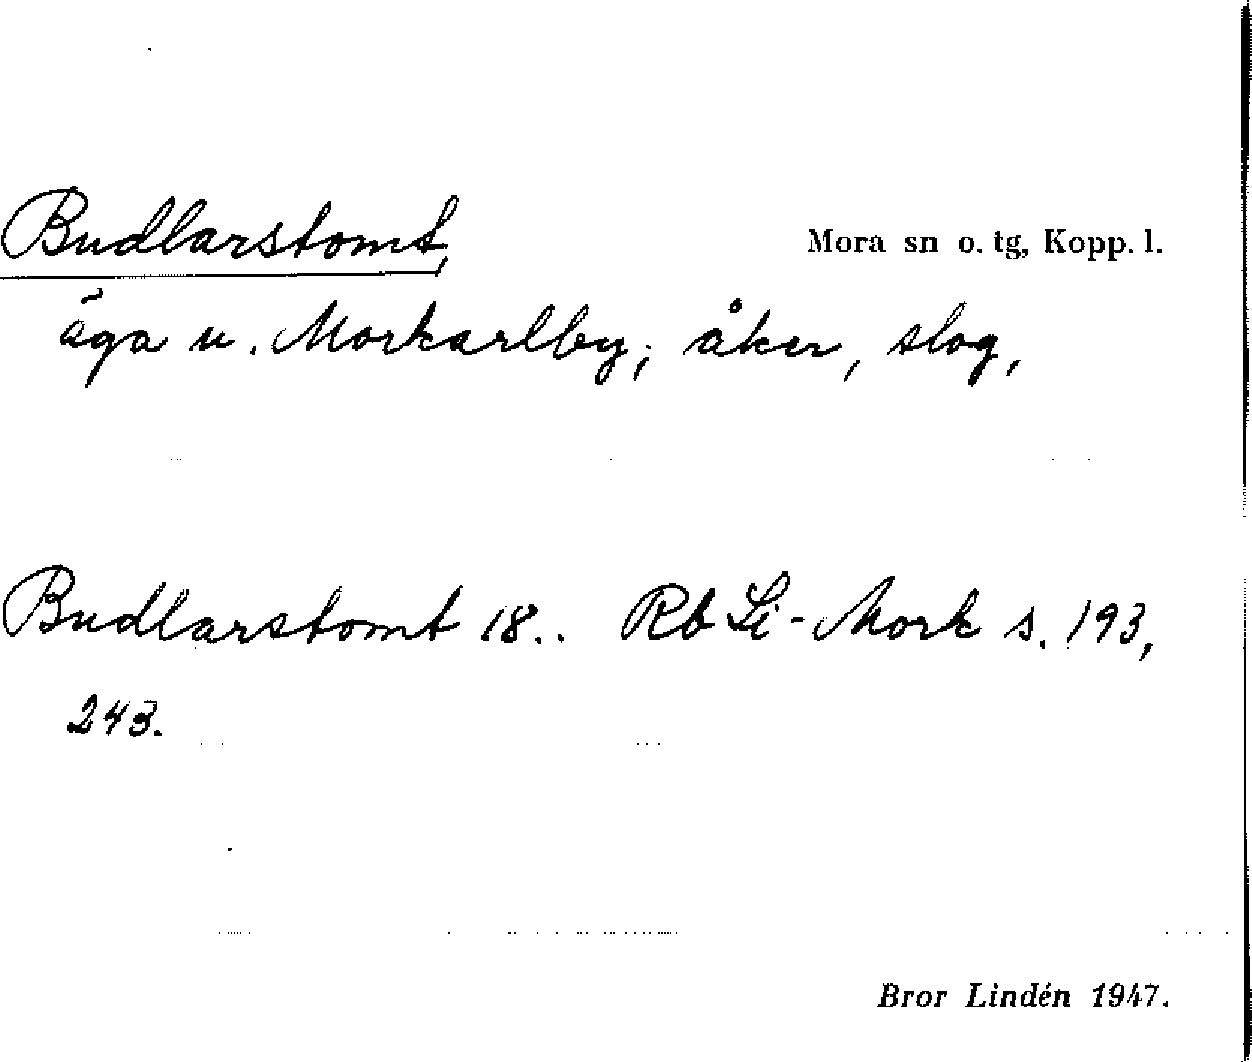 Budlarstomt,
Mora sn o. tg, Kopp. l.
äga u. Morkarlby; åker, slog,
Budlarstomt 18.. Rb Li-Mork s. 193,
243.
Bror Lindén 1947.